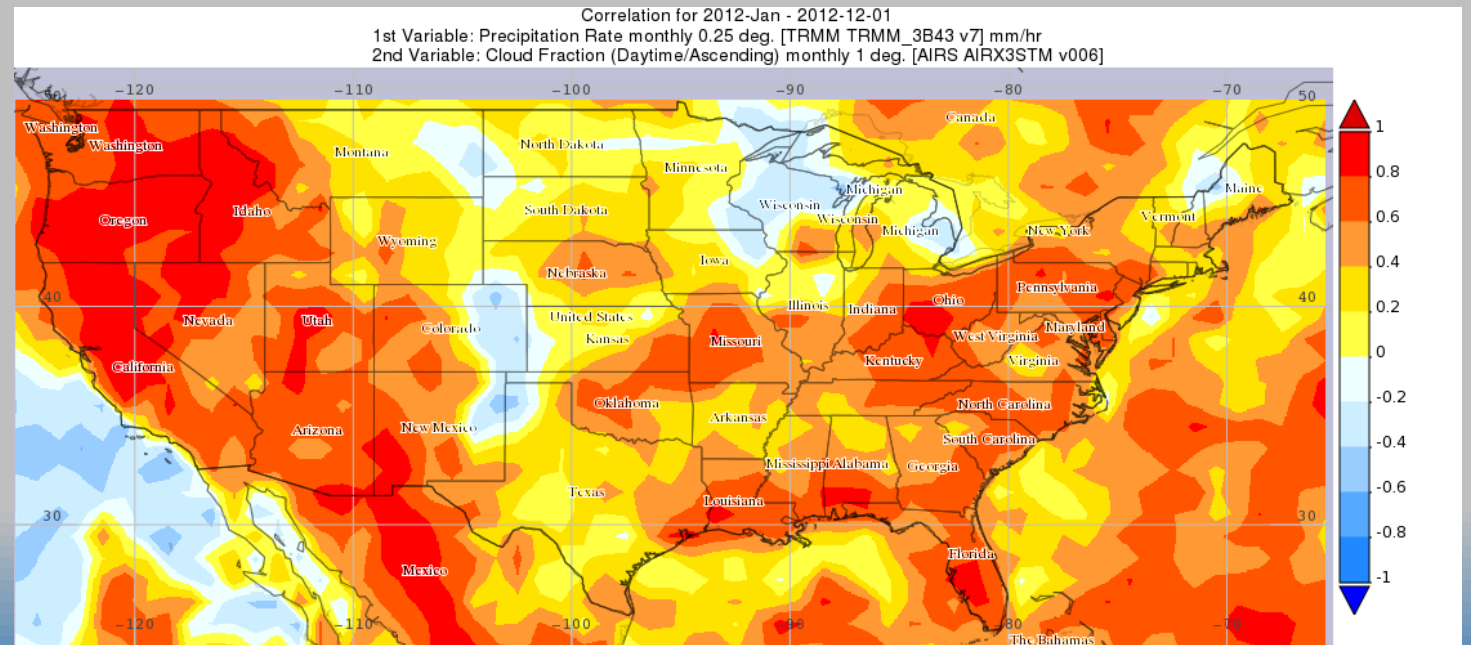 Correlation for 2012-Jan - 2012-12-01
1st Variable: Precipitation Rate monthly 0.25 deg. [TRMM TRMM_3B43 v7] mm/hr
2nd Variable: Cloud Fraction (Daytime/Ascending) monthly 1 deg. [AIRS AIRX3STM v006]
50 -120 -110 -100 -90 -80 -70 50
Canada
Washington
Washington
North Dakota
Montana
Minnesota
Michigan
Maine
Wisconsin
Idaho
South Dakota
Oregon
Wisconsin
Vermont
Michigan
New York
Wyoming
Iowa
Nebraska
Pennsylvania
40 40
Ohio
Illinois
Indiana
United States
Nevada
Utah
Colorado
Maryland
West Virginia
Kansas
Missouri
Kentucky
Virginia
California
Oklahoma
North Carolina
Arkansas
New Mexico
Arizona
South Carolina
Mississippi
Alabama
Georgia
Texas
Louisiana
30 30
Florida
Mexico
-120 -110 -100 -90 -80 -70
The Bahamas
1
0.8
0.6
0.4
0.2
0
-0.2
-0.4
-0.6
-0.8
-1